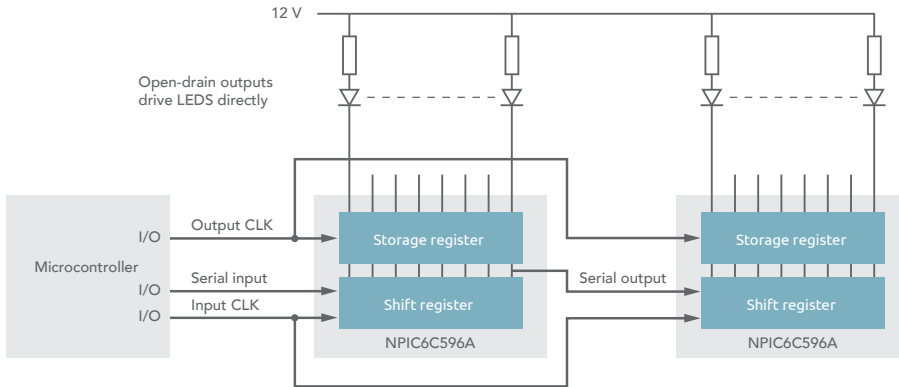 12 V
Open-drain outputs
drive LEDS directly
Microcontroller
I/O
Output CLK
I/O
Serial input
I/O
Input CLK
Storage register
Shift register
NPIC6C596A
Serial output
Storage register
Shift register
NPIC6C596A